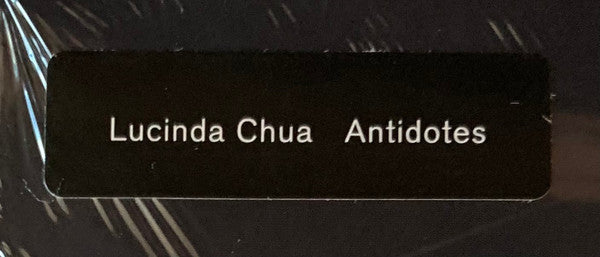 Lucinda Chua Antidotes